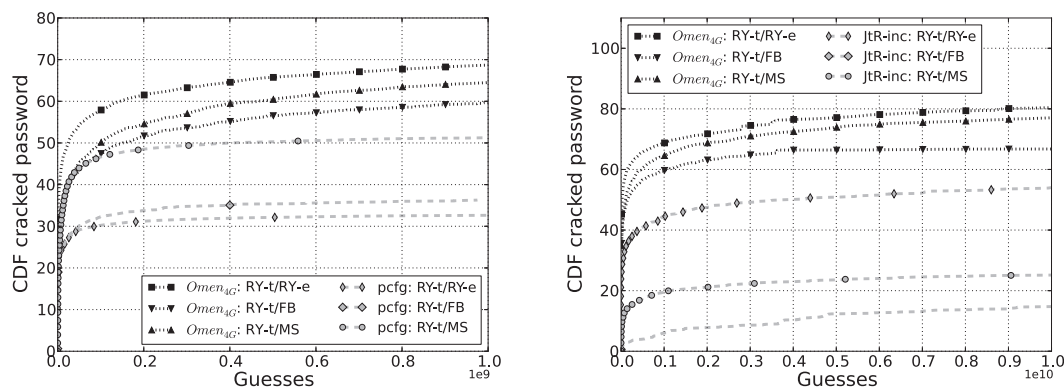 80
70
60
50
40
30
20
10
0
CDF cracked password
Omen4G: RY-t/RY-e
Omen4G: RY-t/FB
Omen4G: RY-t/MS
pcfg: RY-t/RY-e
pcfg: RY-t/FB
pcfg: RY-t/MS
0.0 0.2 0.4 0.6 0.8 1.0
1e9
Guesses
100
80
60
40
20
0
CDF cracked password
Omen4G: RY-t/RY-e
Omen4G: RY-t/FB
Omen4G: RY-t/MS
JtR-inc: RY-t/RY-e
JtR-inc: RY-t/FB
JtR-inc: RY-t/MS
0.0 0.1 0.2 0.3 0.4 0.5 0.6 0.7 0.8 0.9 1.0
1e10
Guesses